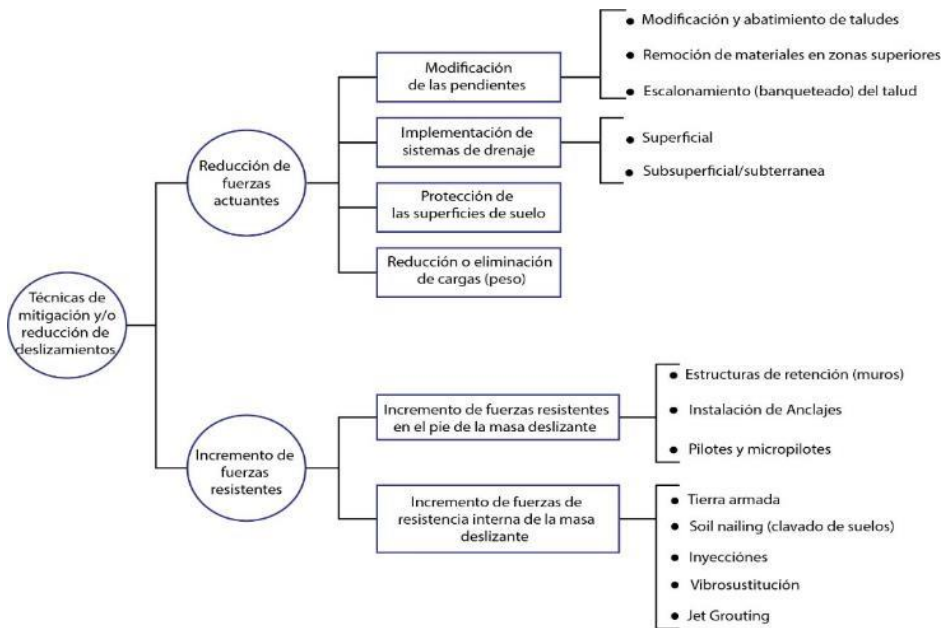 Técnicas de
mitigación y/o
reducción de
deslizamientos
Reducción de
fuerzas
actuantes
Modificación
de las pendientes
Modificación y abatimiento de taludes
Remoción de materiales en zonas superiores
Escalonamiento (banqueteado) del talud
Implementación de
sistemas de drenaje
Superficial
Subsuperficial/subterranea
Protección de
las superficies de suelo
Reducción o eliminación
de cargas (peso)
Incremento de
fuerzas
resistentes
Incremento de fuerzas resistentes
en el pie de la masa deslizante
Estructuras de retención (muros)
Instalación de Anclajes
Pilotes y micropilotes
Incremento de fuerzas de
resistencia interna de la masa
deslizante
Tierra armada
Soil nailing (clavado de suelos)
Inyecciónes
Vibrosustitución
Jet Grouting